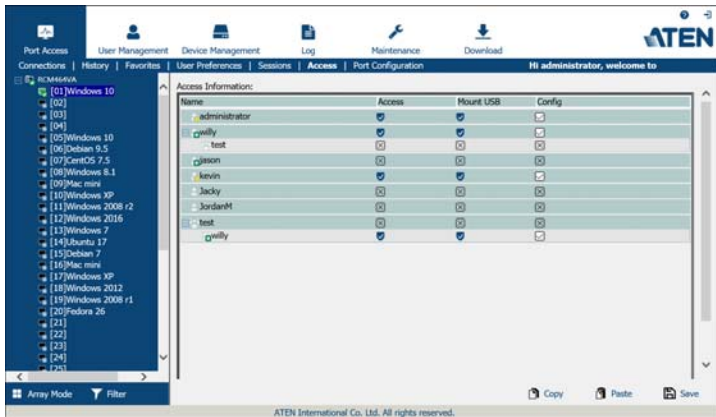 ATEN
Port Access User Management Device Management Log Maintenance Download
Connections | History | Favorites | User Preferences | Sessions | Access | Port Configuration Hi administrator, welcome to
RCM464VA
[01]Windows 10
[02]
[03]
[04]
[05]Windows 10
[06]Debian 9.5
[07]CentOS 7.5
[08]Windows 8.1
[09]Mac mini
[10]Windows XP
[11]Windows 2008 r2
[12]Windows 2016
[13]Windows 7
[14]Ubuntu 17
[15]Debian 7
[16]Mac mini
[17]Windows XP
[18]Windows 2012
[19]Windows 2008 r1
[20]Fedora 26
[21]
[22]
[23]
[24]
[25]
Array Mode Filter
Access Information:
Name Access Mount USB Config
administrator
willy
test
jason
kevin
Jacky
JordanM
test
willy
Copy Paste Save
ATEN International Co. Ltd. All rights reserved.